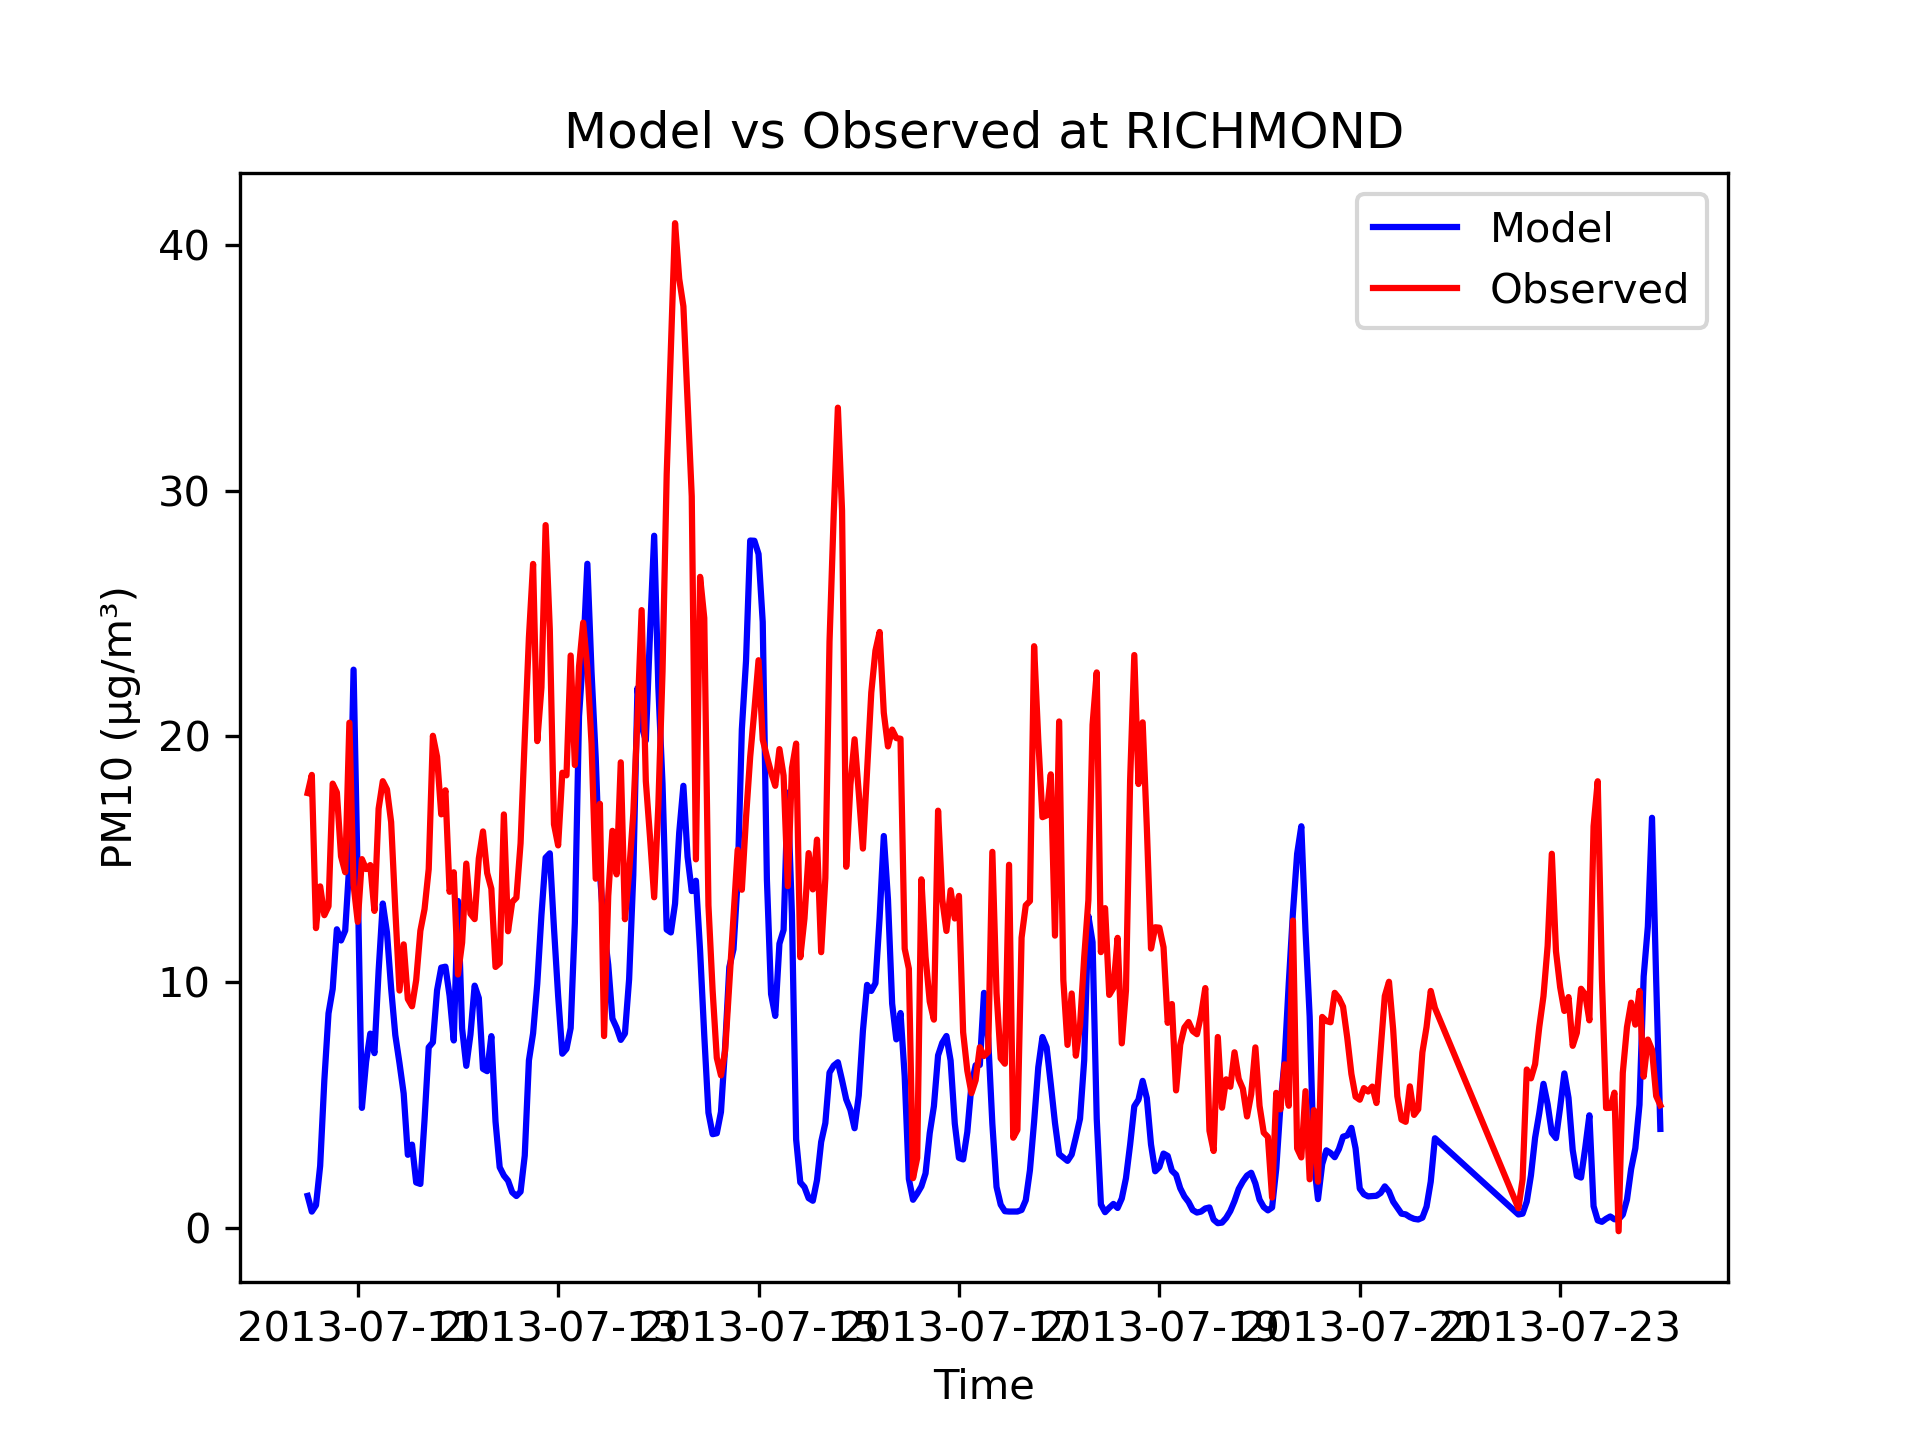 Model vs Observed at RICHMOND
Model
Observed
40
30
20
10
0
PM10 (µg/m³)
2013-07-11 2013-07-13 2013-07-15 2013-07-17 2013-07-19 2013-07-21 2013-07-23
Time